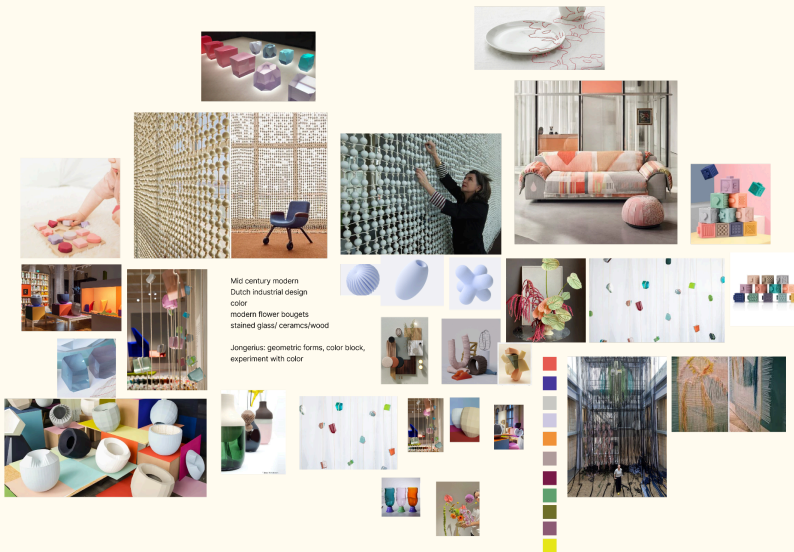 Mid century modern
Dutch industrial design
color
modern flower bougets
stained glass/ ceramcs/wood
Jongerius: geometric forms, color block,
experiment with color